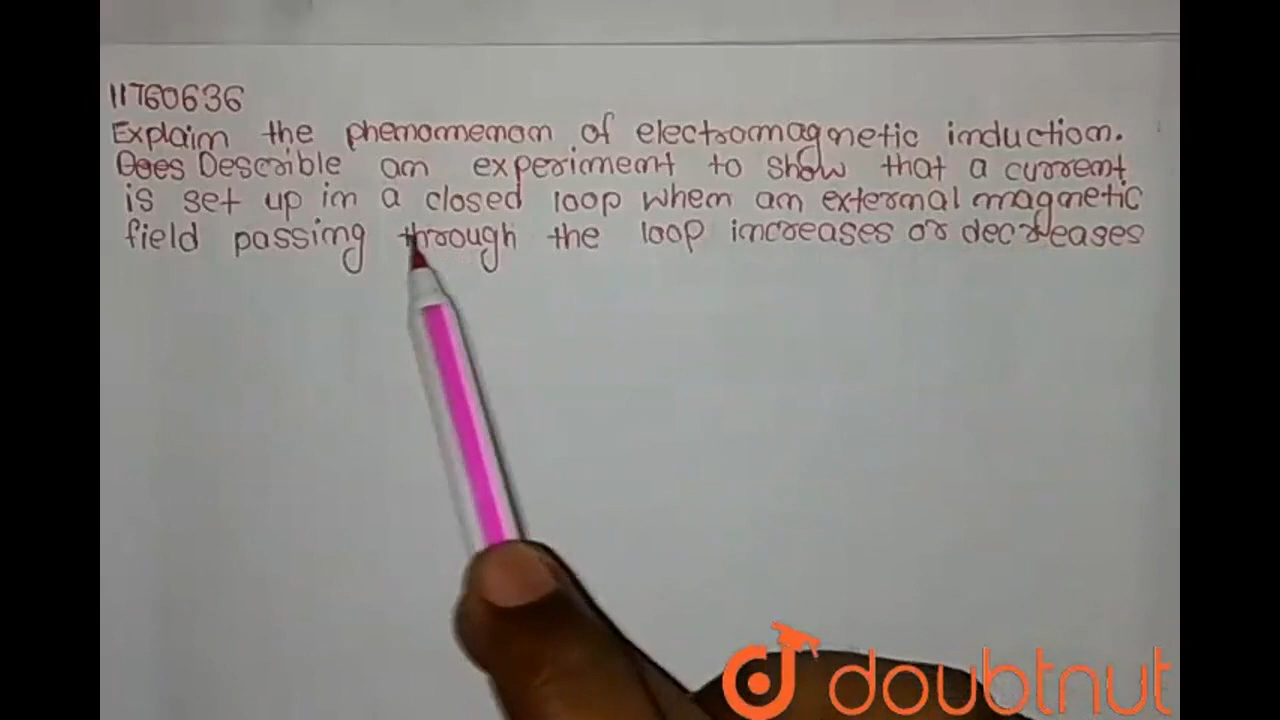 11760636
Explain the phenomenon of electromagnetic induction.
Does Describle an experiment to show that a current
is set up in a closed loop when an external magnetic
field passing through the loop increases or decreases
doubtnut